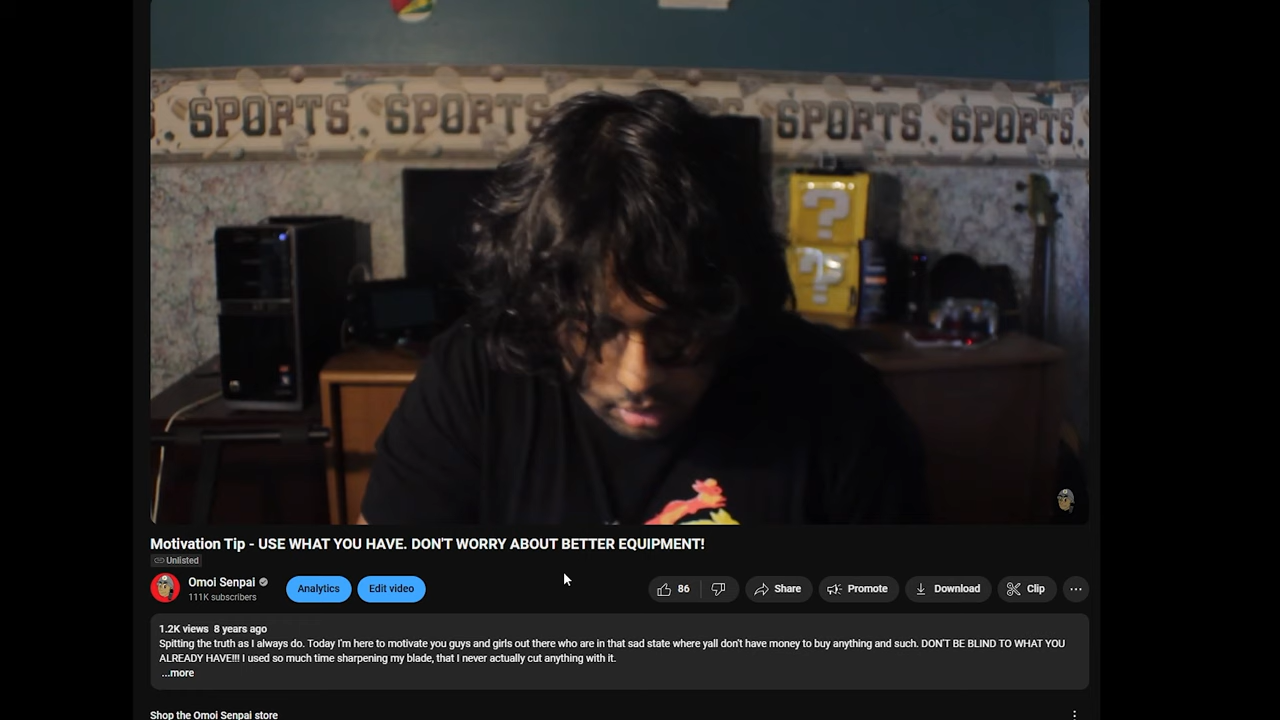 SPORTS SPORTS SPORTS SPORTS
? 
?
Motivation Tip - USE WHAT YOU HAVE. DON'T WORRY ABOUT BETTER EQUIPMENT!
Unlisted
Omoi Senpai
111K subscribers
Analytics
Edit video
86
Share
Promote
Download
Clip
1.2K views 8 years ago
Spitting the truth as I always do. Today I'm here to motivate you guys and girls out there who are in that sad state where yall don't have money to buy anything and such. DON'T BE BLIND TO WHAT YOU
ALREADY HAVE!!! I used so much time sharpening my blade, that I never actually cut anything with it.
...more
Shop the Omoi Senpai store